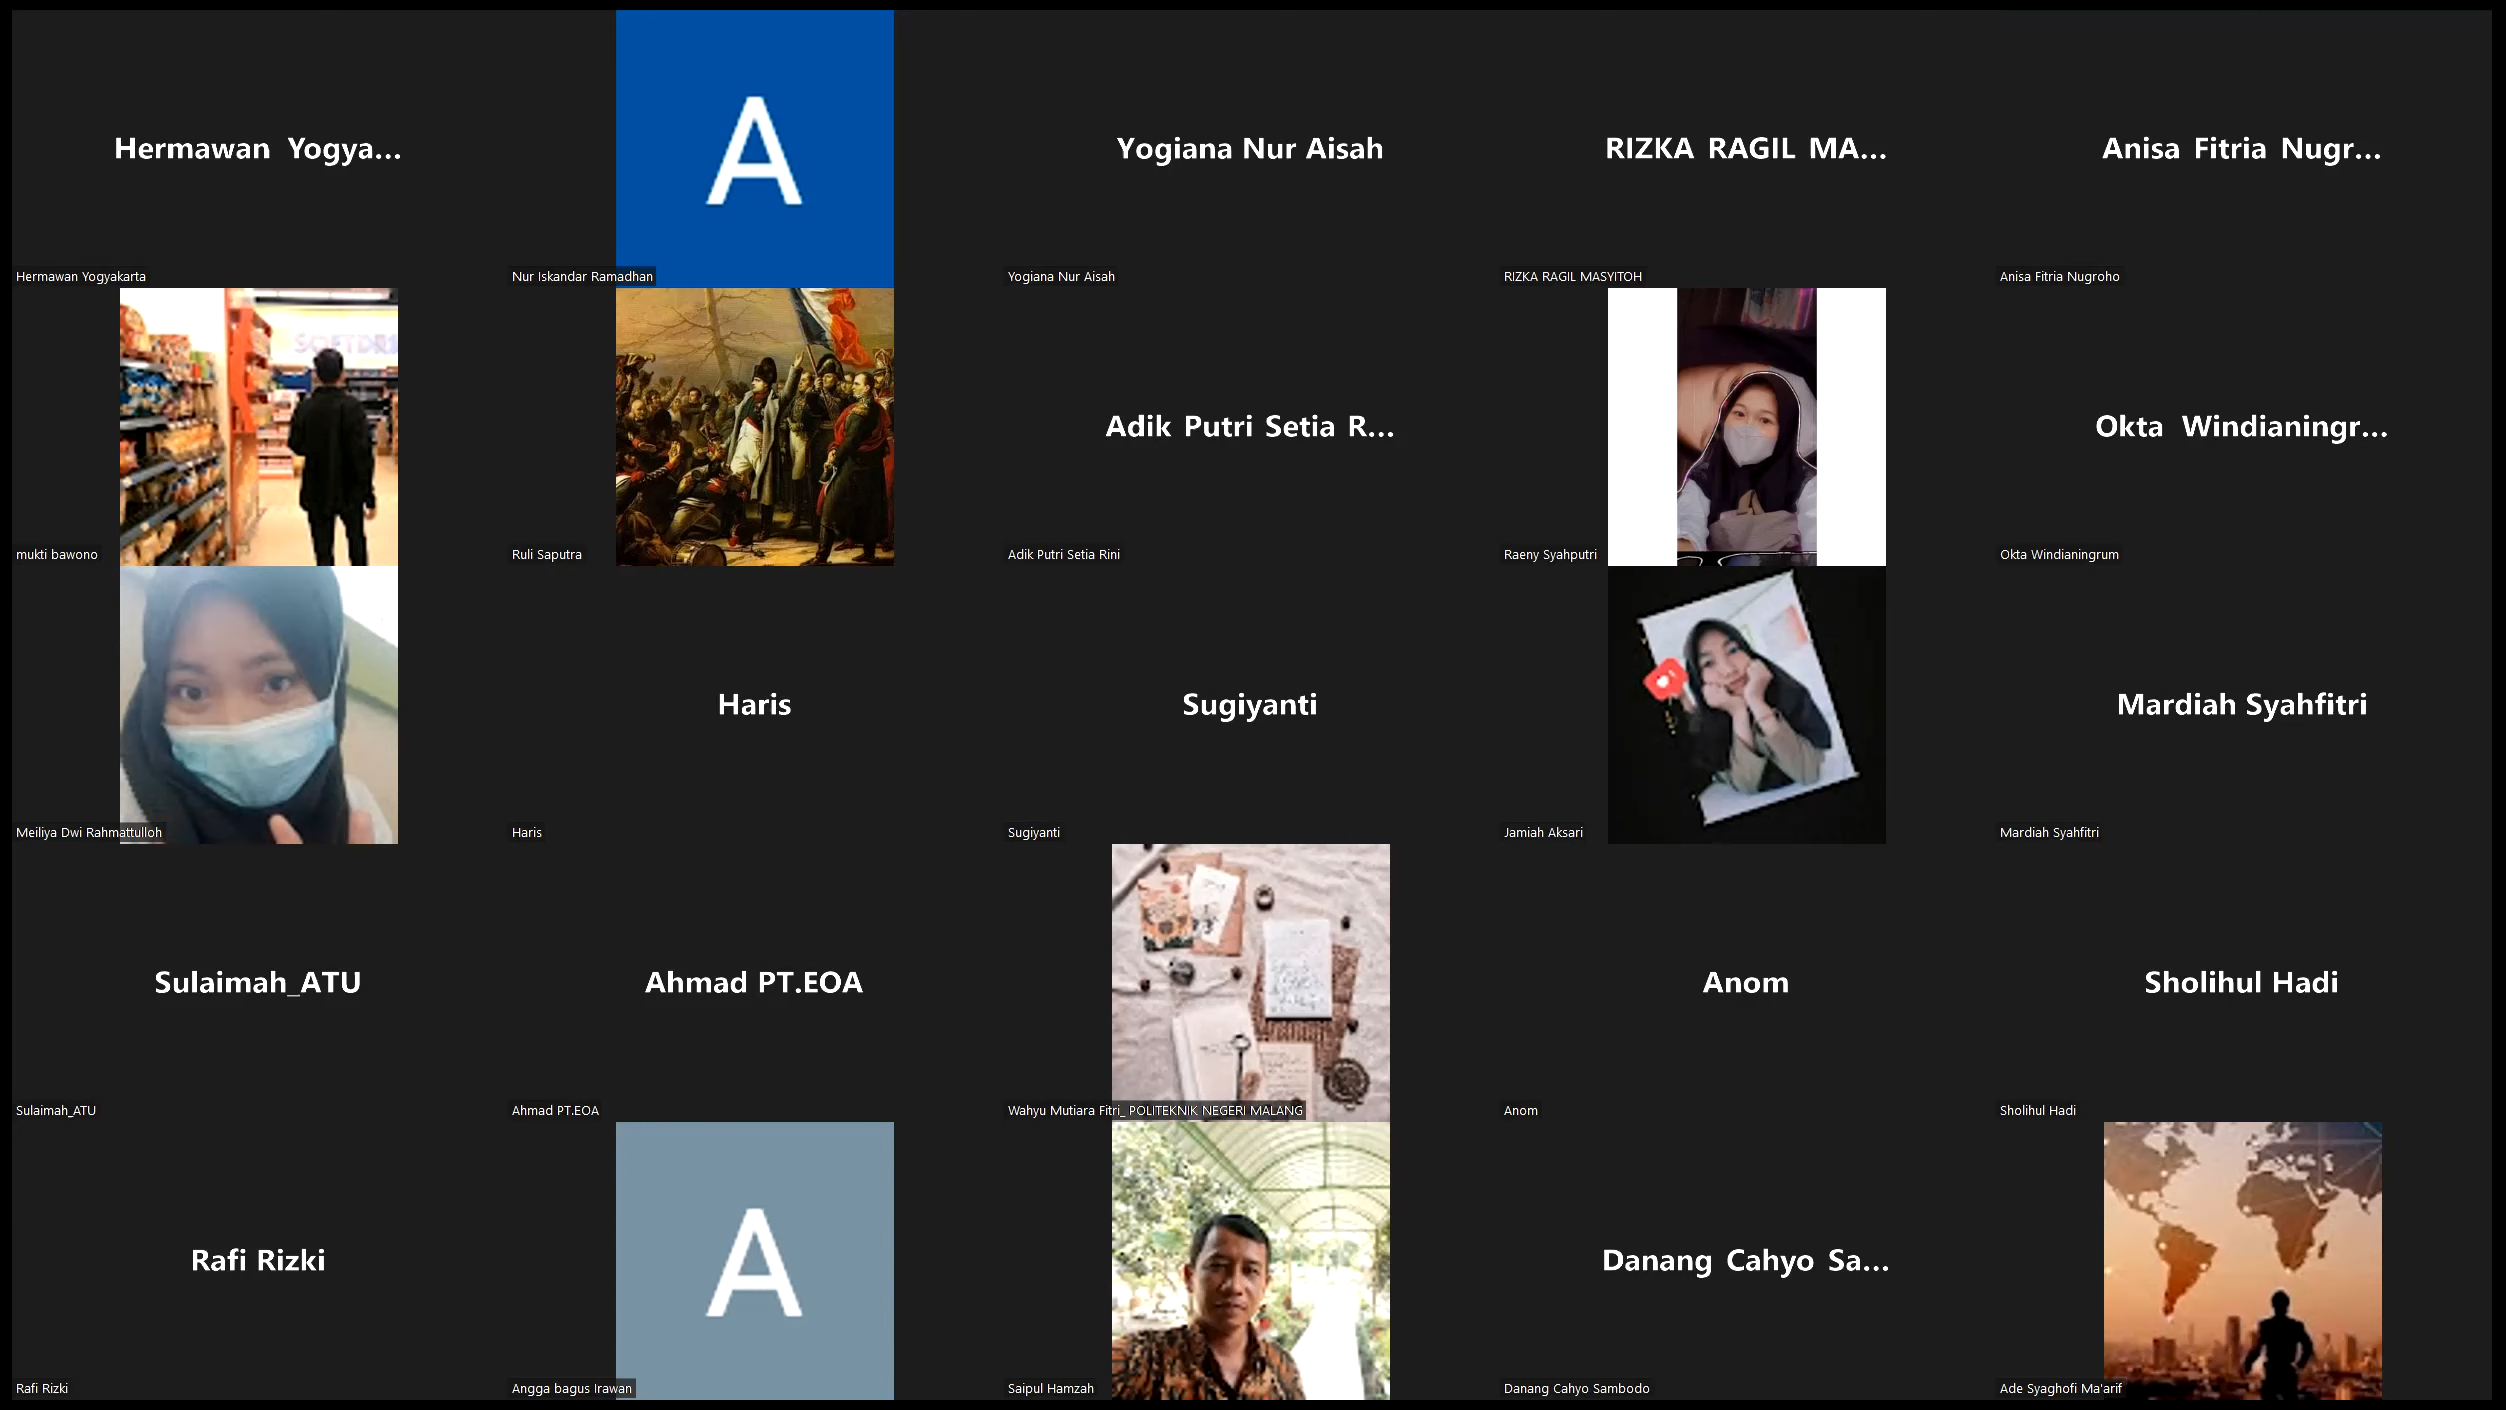 Hermawan Yogya...
A
Yogiana Nur Aisah
RIZKA RAGIL MA...
Anisa Fitria Nugr...
Hermawan Yogyakarta
Nur Iskandar Ramadhan
Yogiana Nur Aisah
RIZKA RAGIL MASYITOH
Anisa Fitria Nugroho
Adik Putri Setia R...
Okta Windianingr...
mukti bawono
Ruli Saputra
Adik Putri Setia Rini
Raeny Syahputri
Okta Windianingrum
Haris
Sugiyanti
Mardiah Syahfitri
Meiliya Dwi Rahmattulloh
Haris
Sugiyanti
Jamiah Aksari
Mardiah Syahfitri
Sulaimah_ATU
Ahmad PT.EOA
Anom
Sholihul Hadi
Sulaimah_ATU
Ahmad PT.EOA
Wahyu Mutiara Fitri_ POLITEKNIK NEGERI MALANG
Anom
Sholihul Hadi
Rafi Rizki
A
Danang Cahyo Sa...
Rafi Rizki
Angga bagus Irawan
Saipul Hamzah
Danang Cahyo Sambodo
Ade Syaghofi Ma'arif